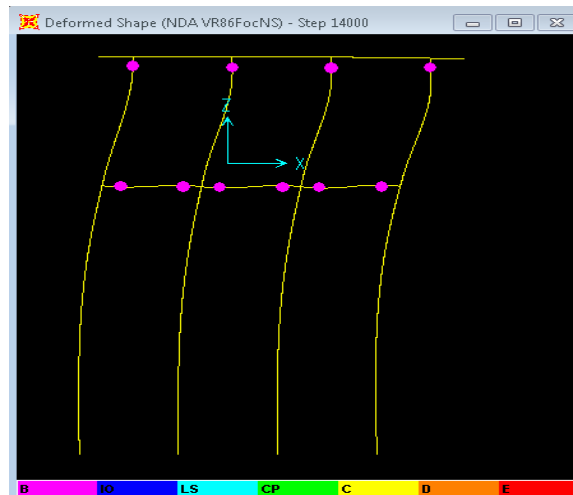 Deformed Shape (NDA VR86FocNS) - Step 14000
Z
X
B IO LS CP C D E